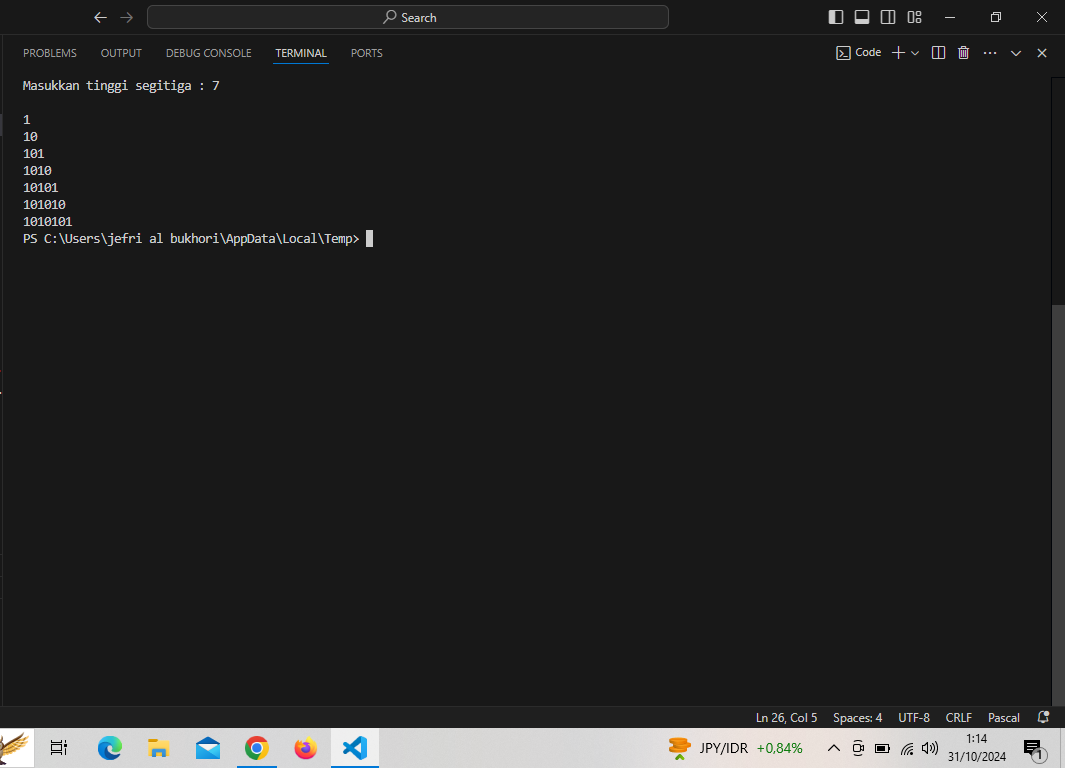 Search
PROBLEMS OUTPUT DEBUG CONSOLE TERMINAL PORTS
Code
Masukkan tinggi segitiga : 7
1
10
101
1010
10101
101010
1010101
PS C:\Users\jefri al bukhori\AppData\Local\Temp>
Ln 26, Col 5 Spaces: 4 UTF-8 CRLF Pascal
JPY/IDR +0,84%
1:14
31/10/2024
1